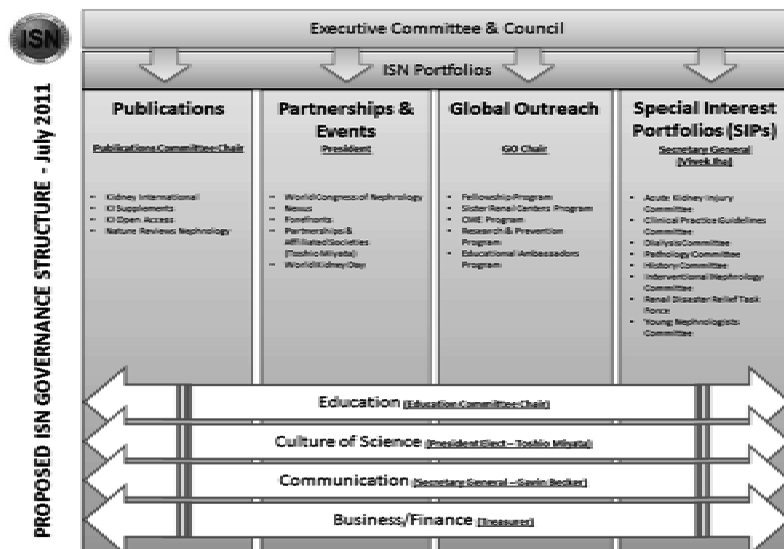 ISN
PROPOSED ISN GOVERNANCE STRUCTURE - July 2011
Executive Committee & Council
ISN Portfolios
Publications
Publications Committee Chair
Kidney International
KI Supplements
KI Open Access
Nature Reviews Nephrology
Partnerships &
Events
President
World Congress of Nephrology
Nexus
Forefronts
Partnerships &
Affiliated Societies
(Toshio Miyata)
World Kidney Day
Global Outreach
GO Chair
Fellowship Program
Sister Renal Centers Program
CME Program
Research & Prevention
Program
Educational Ambassadors
Program
Special Interest
Portfolios (SIPs)
Secretary General
(Vivek Jha)
Acute Kidney Injury
Committee
Clinical Practice Guidelines
Committee
Dialysis Committee
Pathology Committee
History Committee
Interventional Nephrology
Committee
Renal Disaster Relief Task
Force
Young Nephrologists
Committee
Education (Education Committee Chair)
Culture of Science (President Elect – Toshio Miyata)
Communication (Secretary General – Gavin Becker)
Business/Finance (Treasurer)